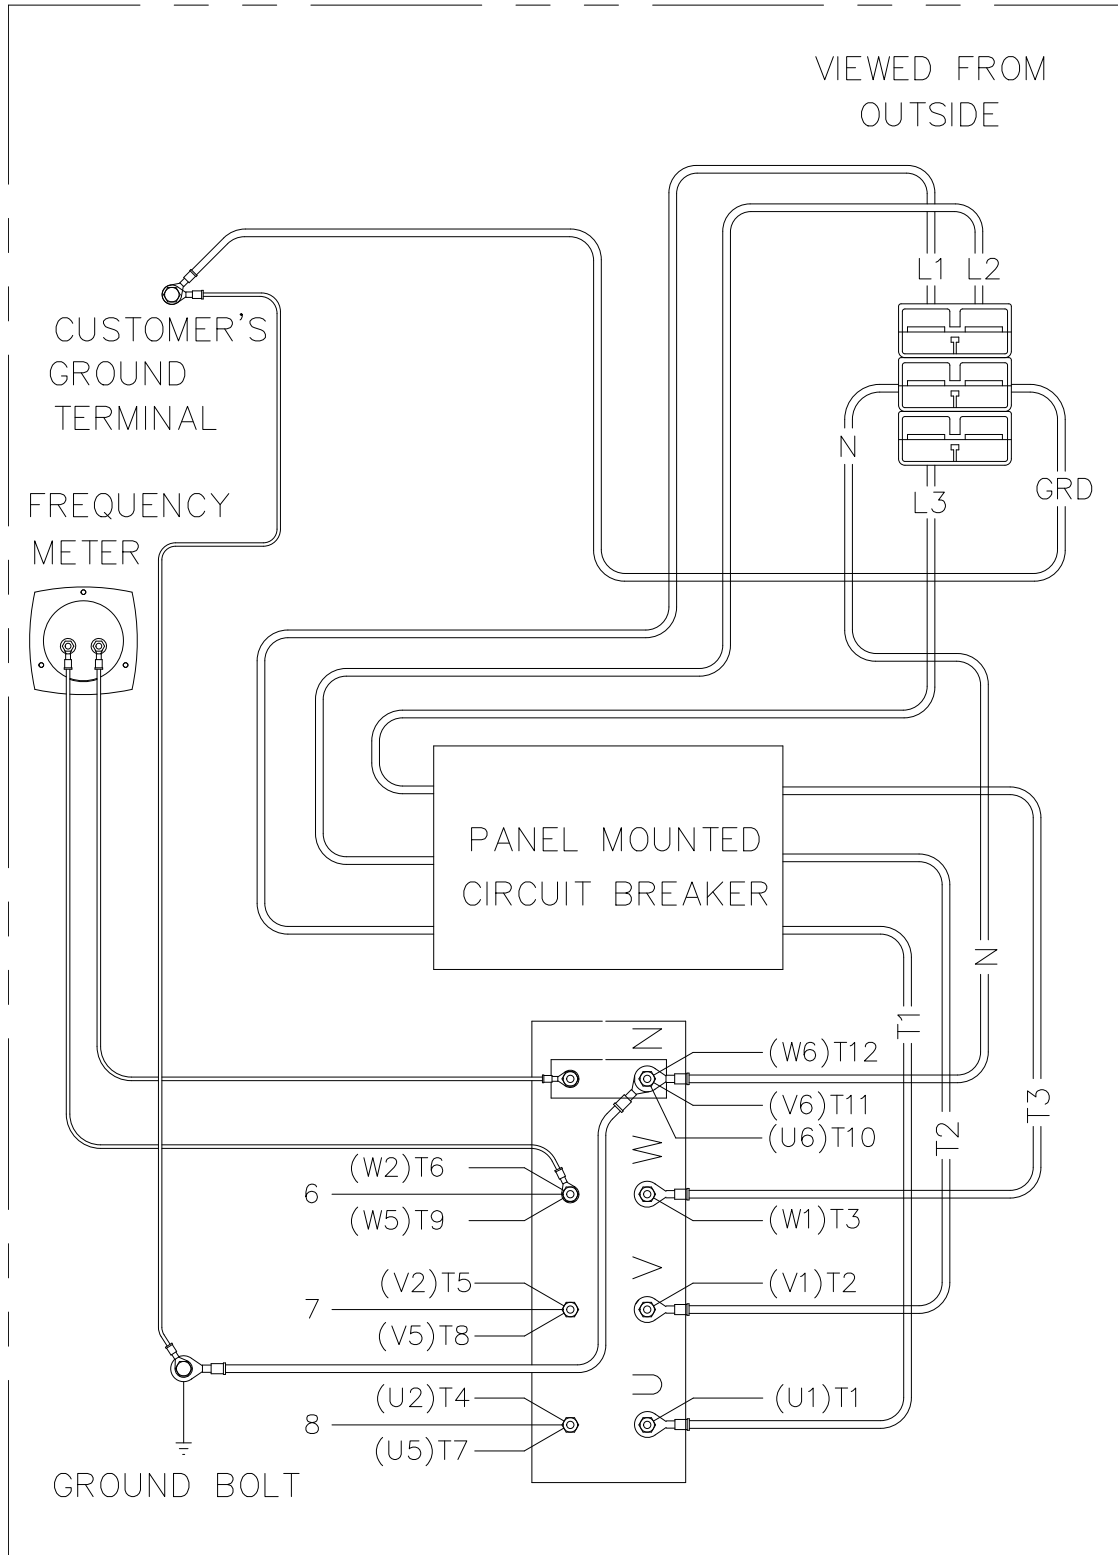 VIEWED FROM
OUTSIDE
L1 L2
CUSTOMER'S
GROUND
TERMINAL
N
L3
GRD
FREQUENCY
METER
PANEL MOUNTED
CIRCUIT BREAKER
N
T1
T2
T3
N
(W6)T12
(V6)T11
(U6)T10
W
(W2)T6
6
(W5)T9
(W1)T3
V
(V2)T5
7
(V5)T8
(V1)T2
U
(U2)T4
8
(U5)T7
(U1)T1
GROUND BOLT